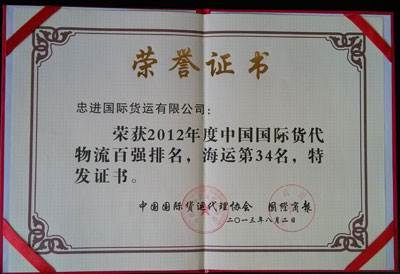 荣誉证书
忠进国际货运有限公司：
荣获2012年度中国国际货代
物流百强排名，海运第34名，特
发证书。
中国国际货运代理协会 国际商报
二〇一三年八月二日